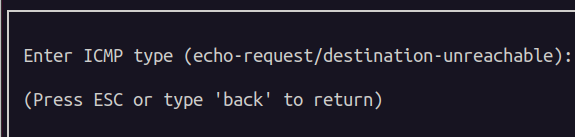 Enter ICMP type (echo-request/destination-unreachable):
(Press ESC or type 'back' to return)